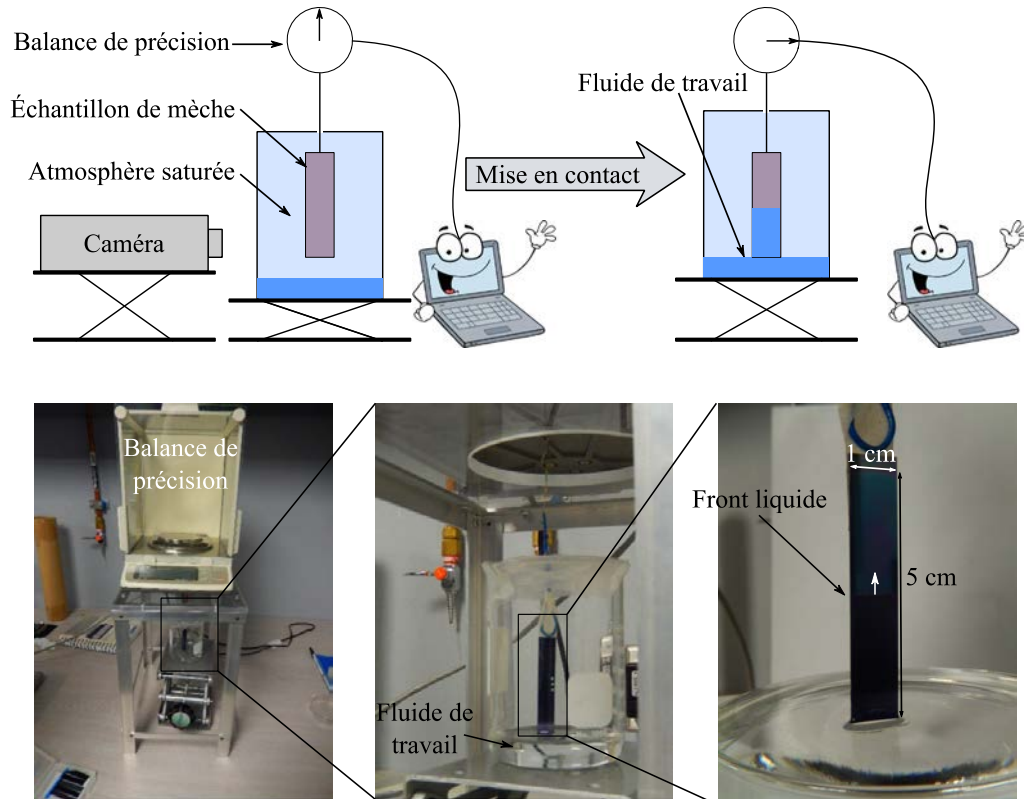 Balance de précision
Échantillon de mèche
Atmosphère saturée
Caméra
Mise en contact
Fluide de travail
Balance de
précision
Fluide de
travail
Front liquide
1 cm
5 cm